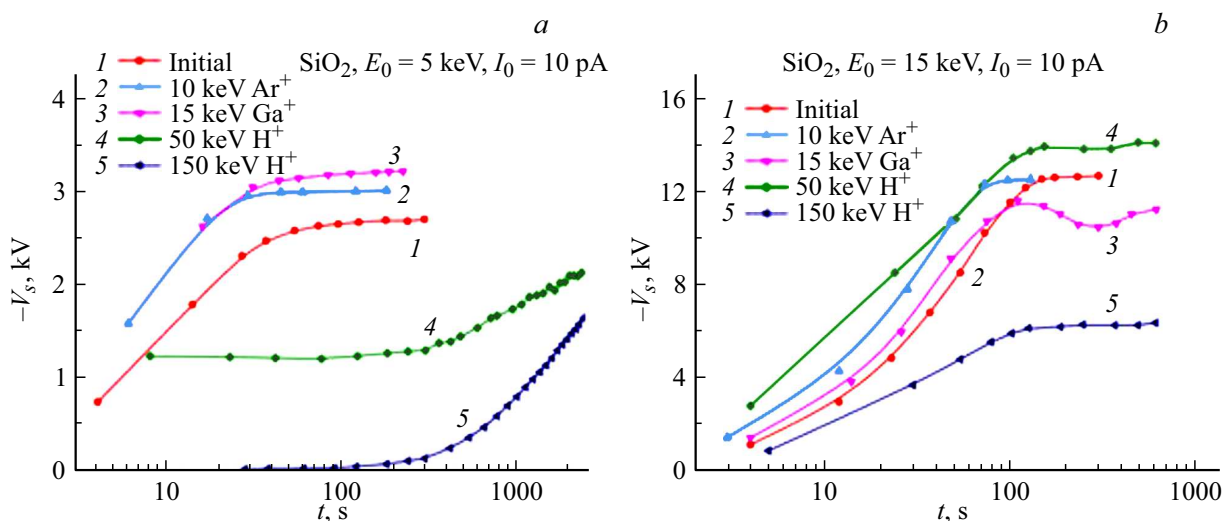 a
SiO₂, E₀ = 5 keV, I₀ = 10 pA
1 Initial
2 10 keV Ar⁺
3 15 keV Ga⁺
4 50 keV H⁺
5 150 keV H⁺
4
3
2
1
0
–Vₛ, kV
3
2
1
4
5
10
100
1000
t, s
b
SiO₂, E₀ = 15 keV, I₀ = 10 pA
1 Initial
2 10 keV Ar⁺
3 15 keV Ga⁺
4 50 keV H⁺
5 150 keV H⁺
16
12
8
4
0
–Vₛ, kV
4
1
3
2
5
10
100
1000
t, s